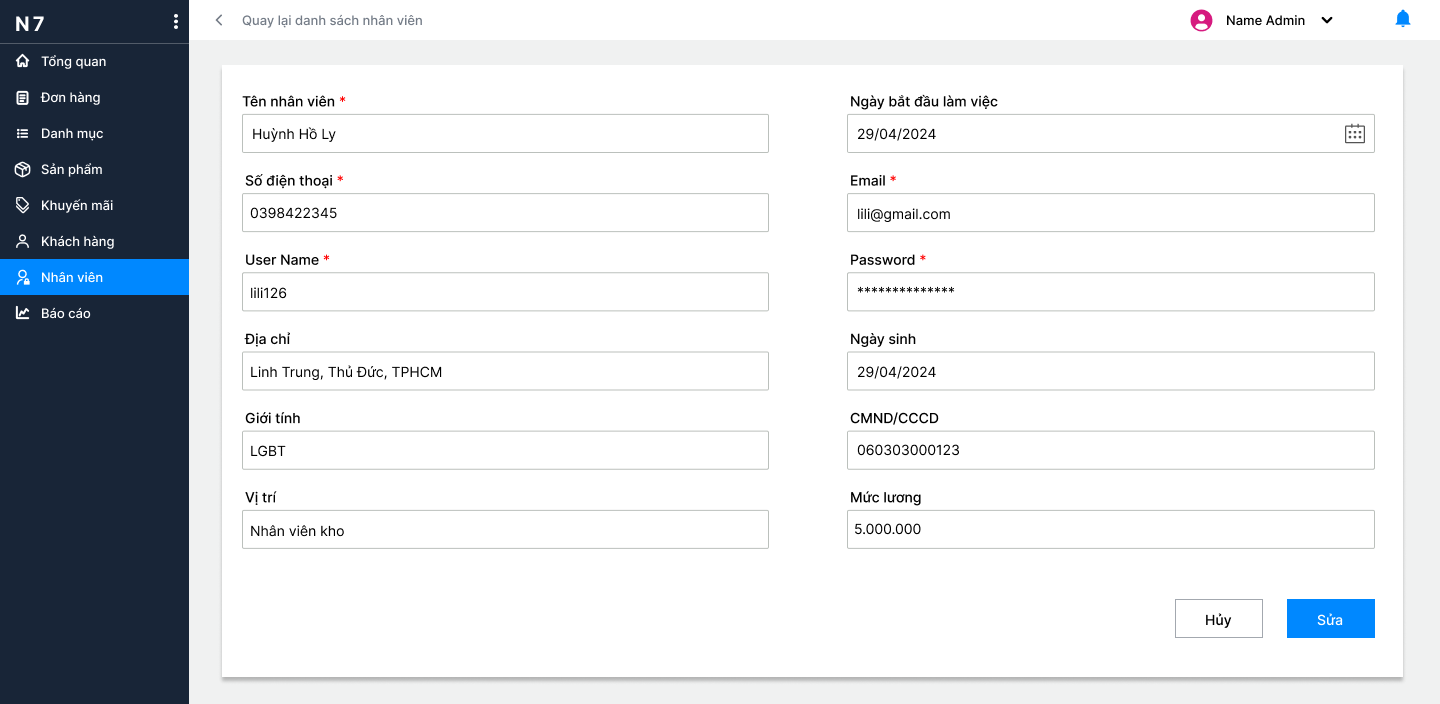 N7
Quay lại danh sách nhân viên
Name Admin
Tổng quan
Đơn hàng
Danh mục
Sản phẩm
Khuyến mãi
Khách hàng
Nhân viên
Báo cáo
Tên nhân viên *
Huỳnh Hồ Ly
Ngày bắt đầu làm việc
29/04/2024
Số điện thoại *
0398422345
Email *
lili@gmail.com
User Name *
lili126
Password *
**************
Địa chỉ
Linh Trung, Thủ Đức, TPHCM
Ngày sinh
29/04/2024
Giới tính
LGBT
CMND/CCCD
060303000123
Vị trí
Nhân viên kho
Mức lương
5.000.000
Hủy
Sửa